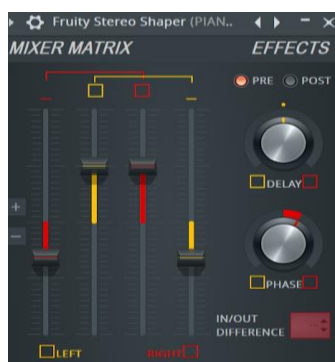 Fruity Stereo Shaper (PIAN..
MIXER MATRIX
EFFECTS
PRE
POST
DELAY
PHASE
LEFT
RIGHT
IN/OUT
DIFFERENCE